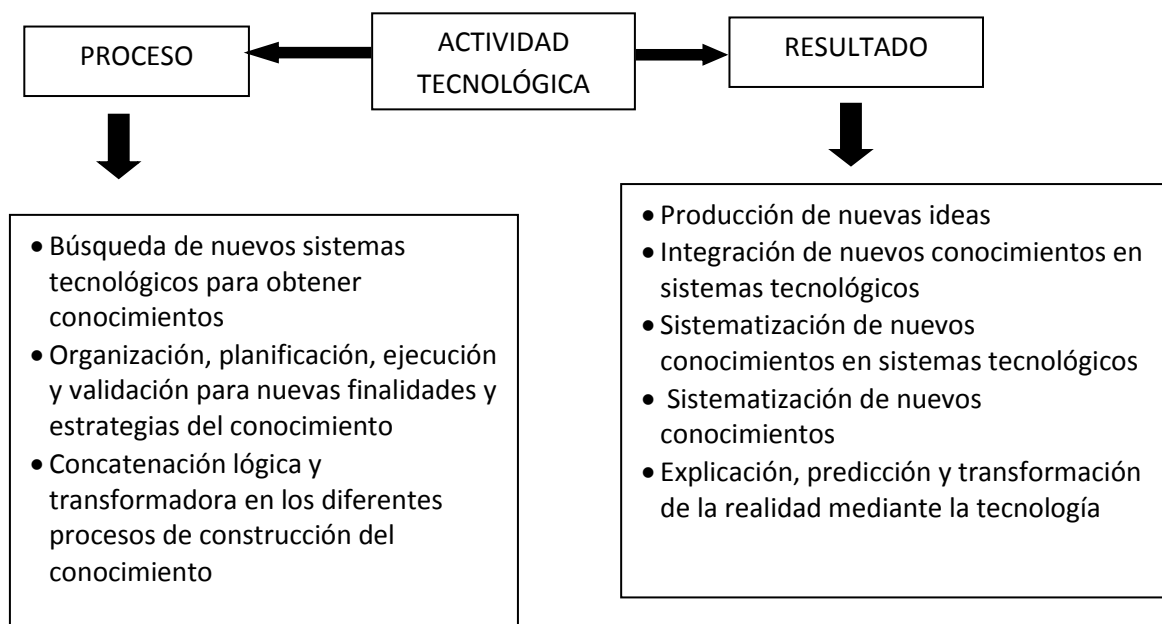 PROCESO
ACTIVIDAD
TECNOLÓGICA
RESULTADO
• Búsqueda de nuevos sistemas
tecnológicos para obtener
conocimientos
• Organización, planificación, ejecución
y validación para nuevas finalidades y
estrategias del conocimiento
• Concatenación lógica y
transformadora en los diferentes
procesos de construcción del
conocimiento
• Producción de nuevas ideas
• Integración de nuevos conocimientos en
sistemas tecnológicos
• Sistematización de nuevos
conocimientos en sistemas tecnológicos
• Sistematización de nuevos
conocimientos
• Explicación, predicción y transformación
de la realidad mediante la tecnología